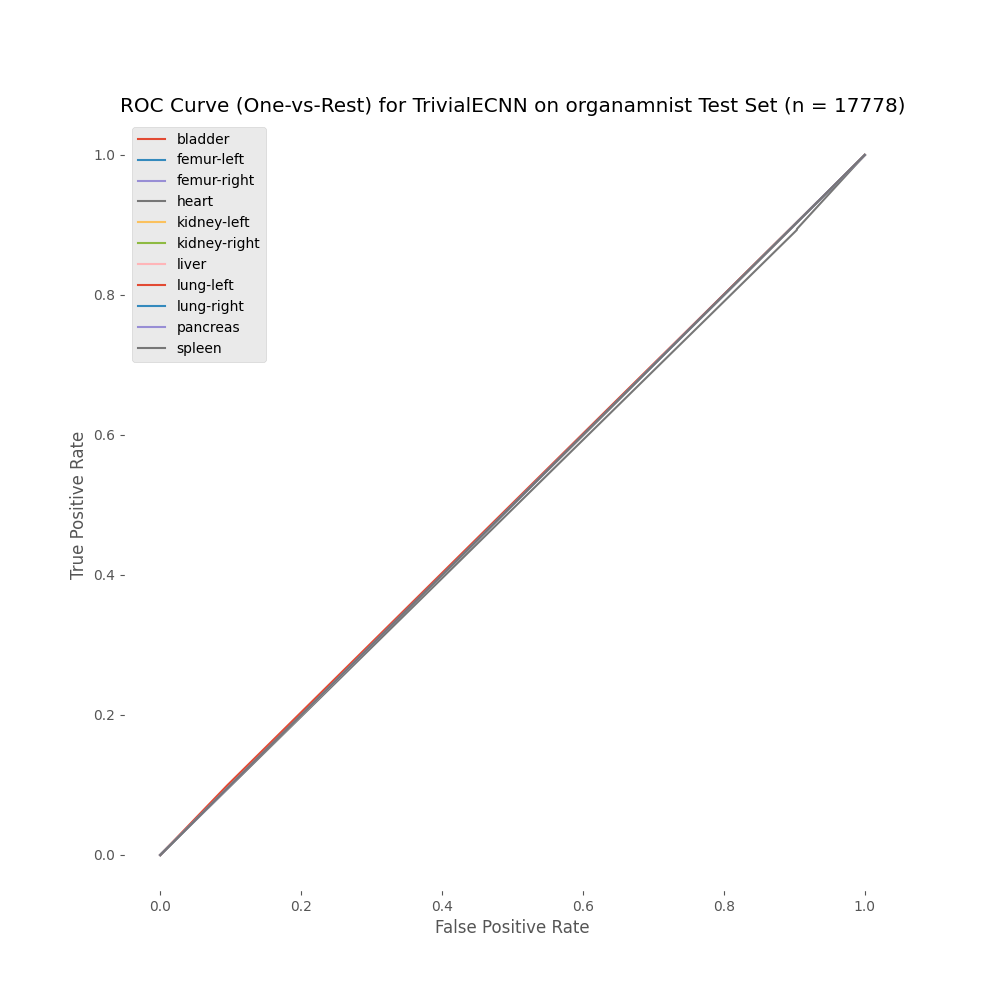 ROC Curve (One-vs-Rest) for TrivialECNN on organamnist Test Set (n = 17778)
bladder
femur-left
femur-right
heart
kidney-left
kidney-right
liver
lung-left
lung-right
pancreas
spleen
True Positive Rate
1.0
0.8
0.6
0.4
0.2
0.0
0.0 0.2 0.4 0.6 0.8 1.0
False Positive Rate